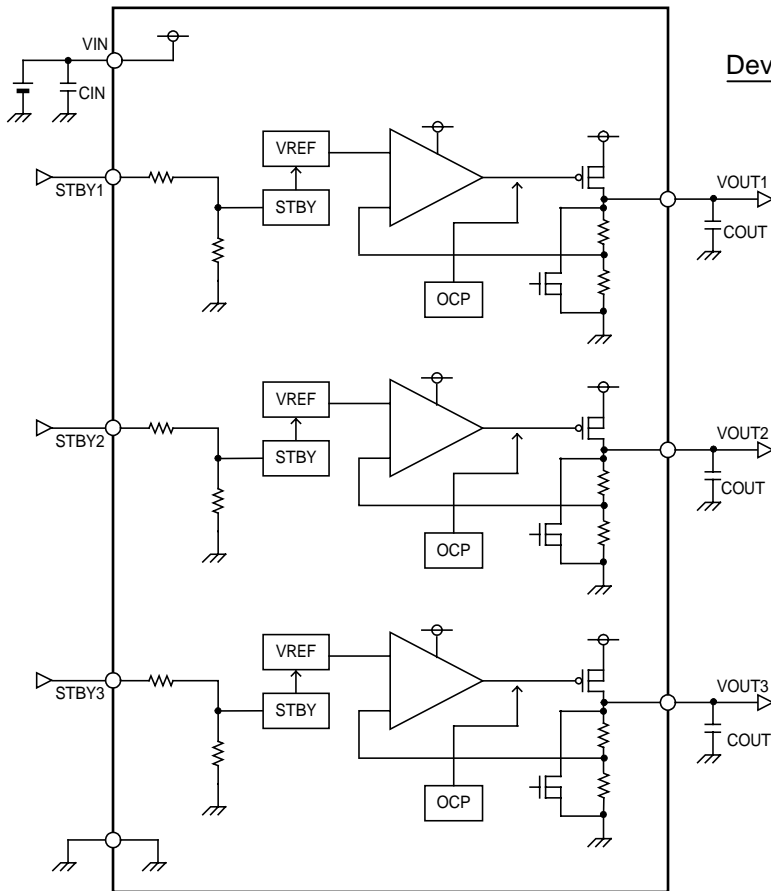 VIN
CIN
Dev
VREF
STBY1
STBY
VOUT1
COUT
OCP
VREF
STBY2
STBY
VOUT2
COUT
OCP
VREF
STBY3
STBY
VOUT3
COUT
OCP